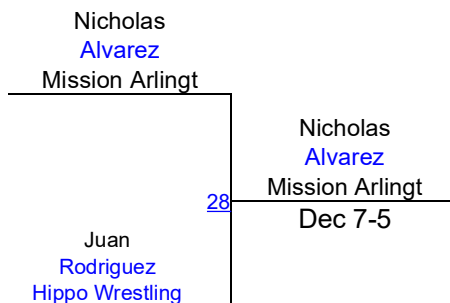 Nicholas
Alvarez
Mission Arlingt
Nicholas
Alvarez
Mission Arlingt
28
Dec 7-5
Juan
Rodriguez
Hippo Wrestling